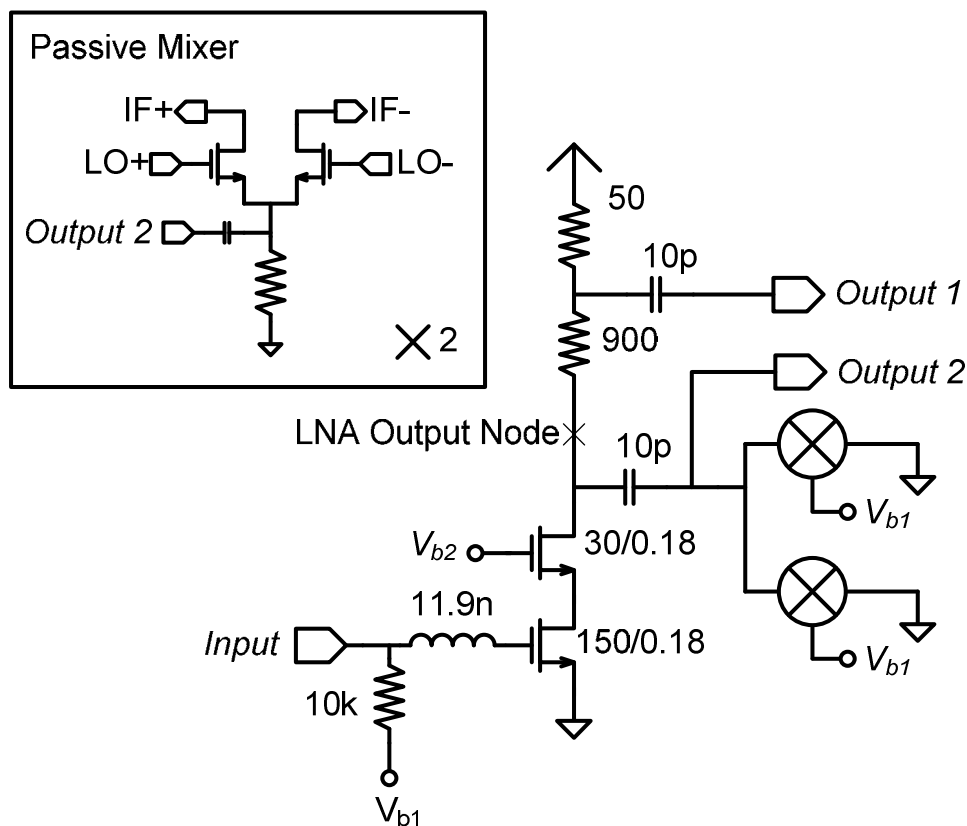 Passive Mixer
IF+
IF-
LO+
LO-
Output 2
× 2
50
10p
Output 1
900
Output 2
LNA Output Node
10p
Vb1
Vb2
30/0.18
11.9n
Input
150/0.18
10k
Vb1
Vb1